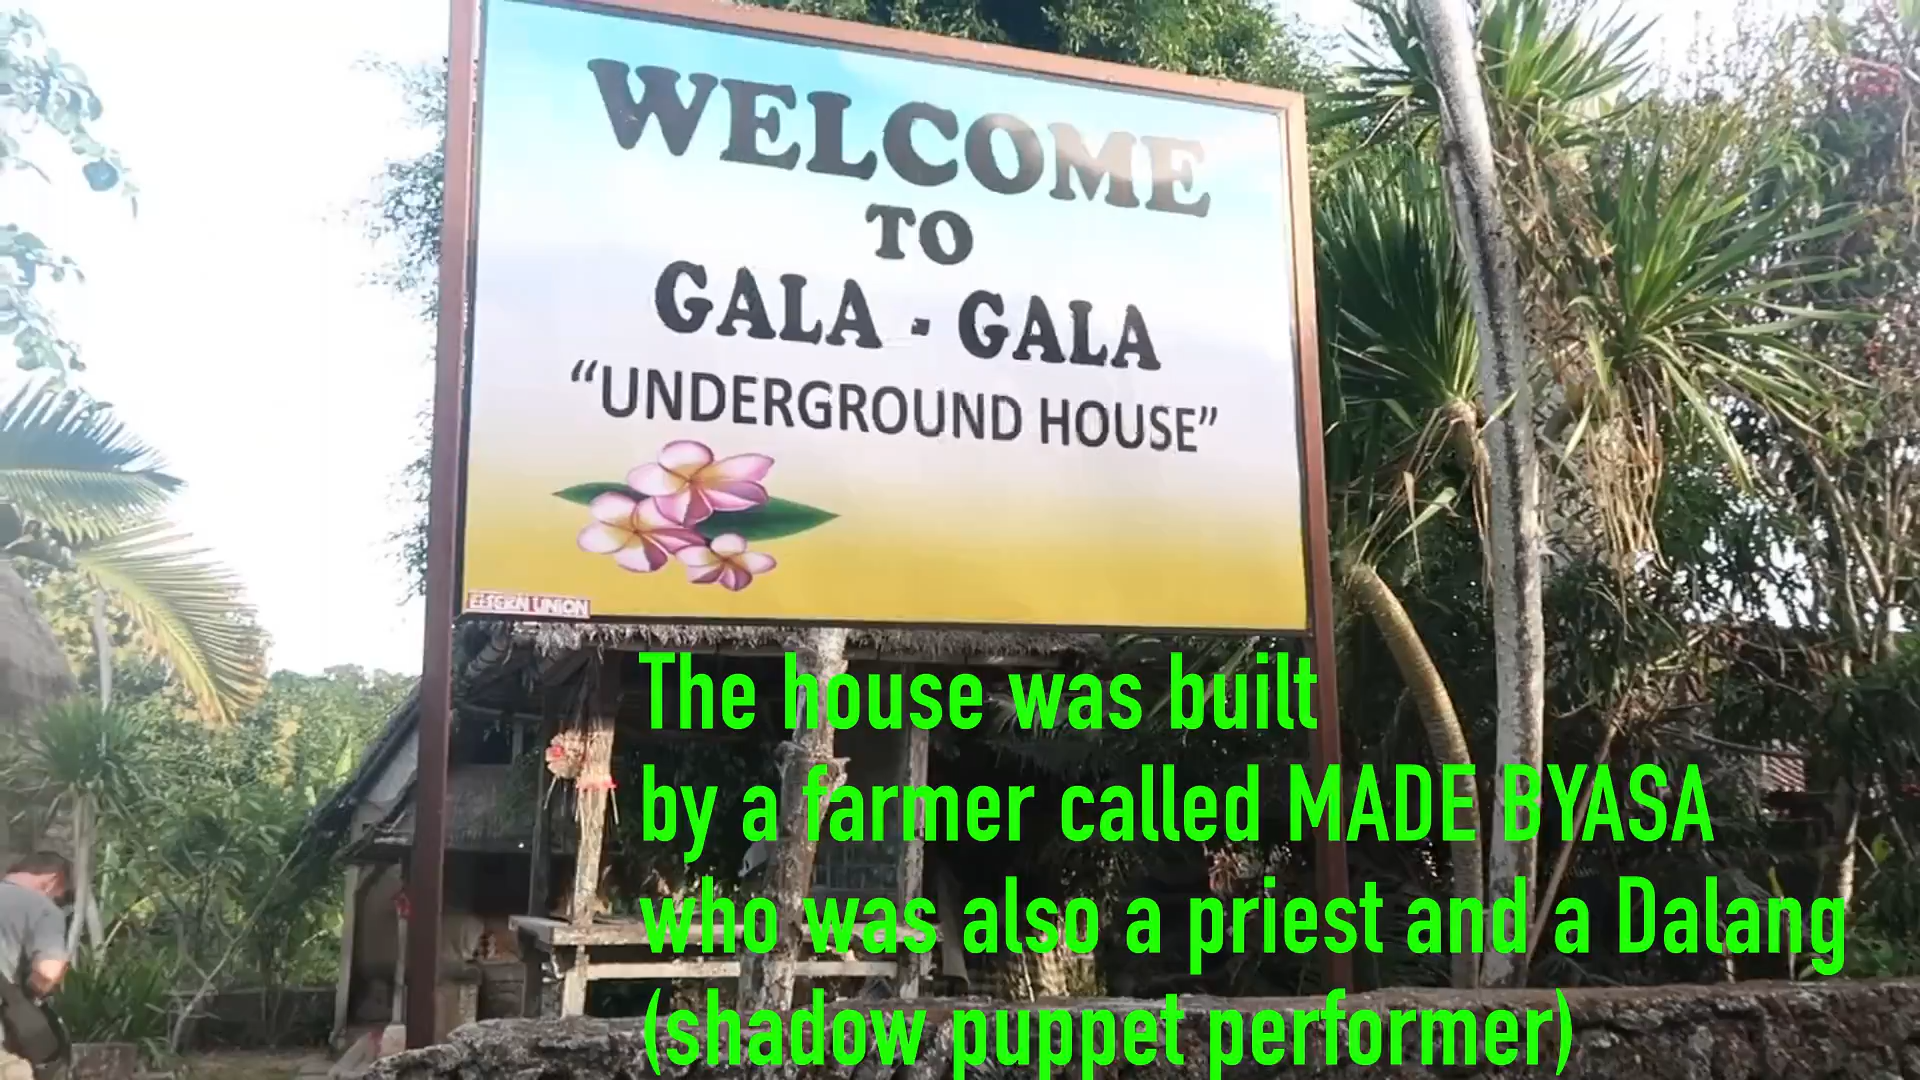 WELCOME
TO
GALA - GALA
“UNDERGROUND HOUSE”
The house was built
by a farmer called MADE BYASA
who was also a priest and a Dalang
(shadow puppet performer)